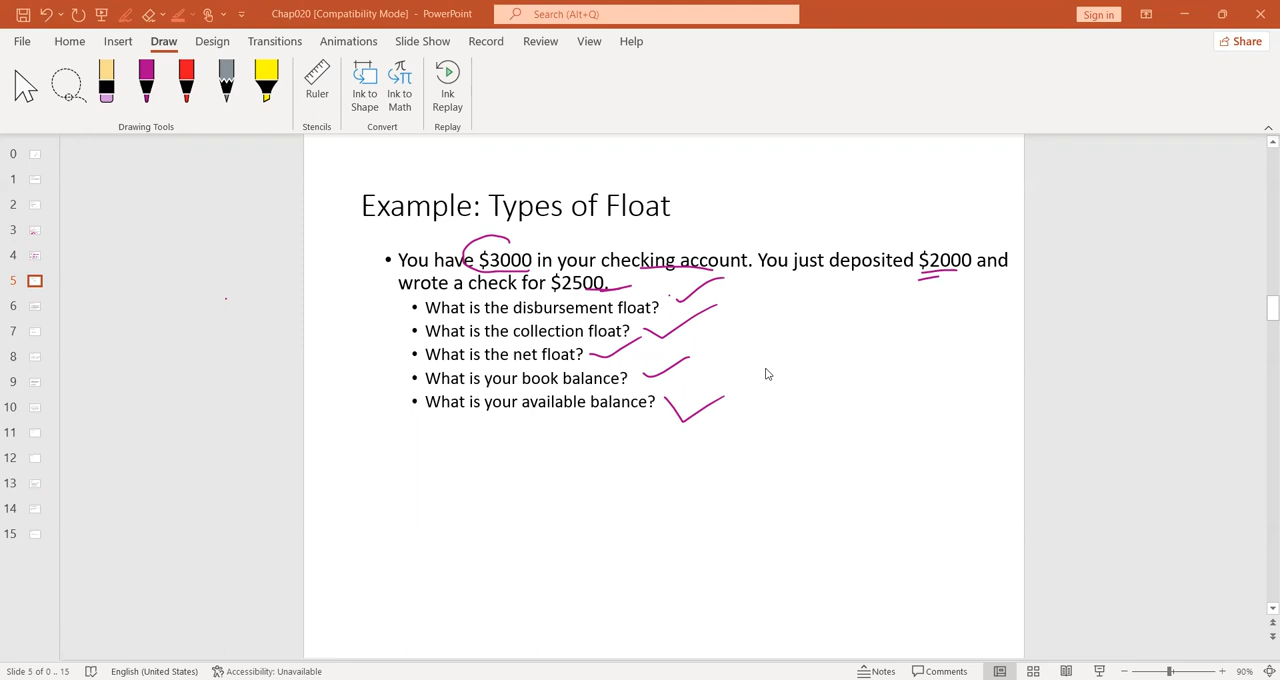 Chap020 [Compatibility Mode] - PowerPoint
Search (Alt+Q)
Sign in
File Home Insert Draw Design Transitions Animations Slide Show Record Review View Help
Share
Ruler
Ink to Shape
Ink to Math
Ink Replay
Drawing Tools
Stencils
Convert
Replay
0
1
2
3
4
5
6
7
8
9
10
11
12
13
14
15
Example: Types of Float
• You have $3000 in your checking account. You just deposited $2000 and
wrote a check for $2500.
• What is the disbursement float?
• What is the collection float?
• What is the net float?
• What is your book balance?
• What is your available balance?
Slide 5 of 0 .. 15 English (United States) Accessibility: Unavailable Notes Comments 90%